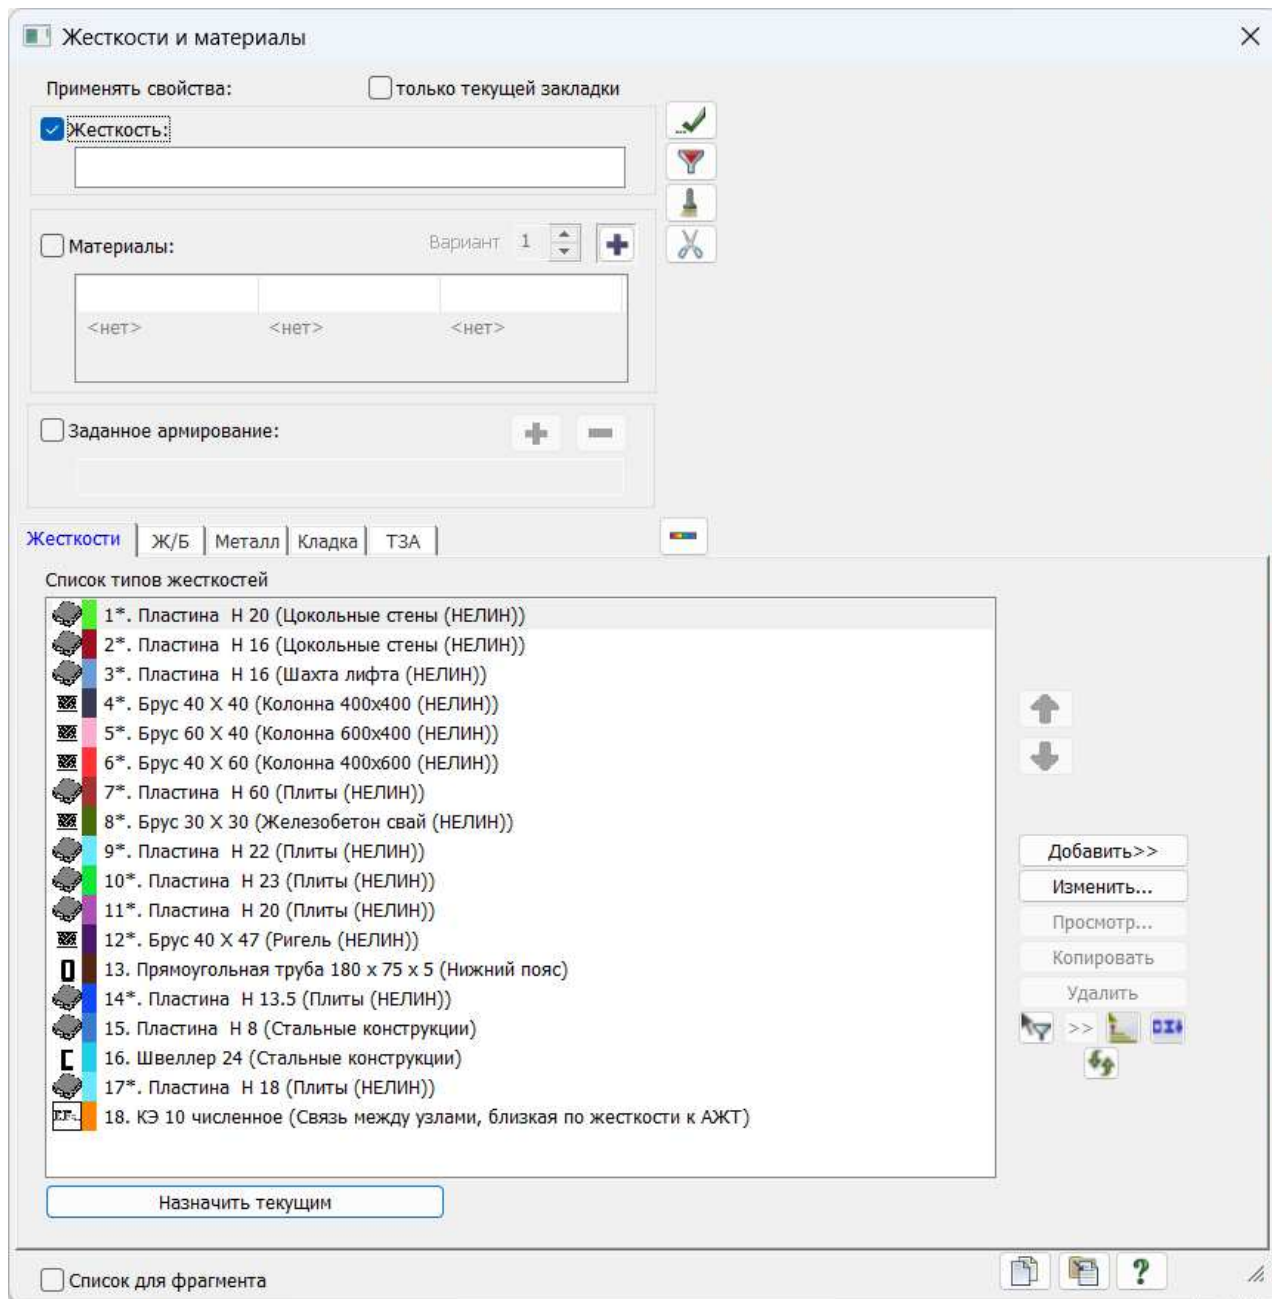 Жесткости и материалы
Применять свойства:
только текущей закладки
Жесткость:
Материалы:
Вариант 1
<нет> <нет> <нет>
Заданное армирование:
Жесткости Ж/Б Металл Кладка ТЗА
Список типов жесткостей
1*. Пластина Н 20 (Цокольные стены (НЕЛИН))
2*. Пластина Н 16 (Цокольные стены (НЕЛИН))
3*. Пластина Н 16 (Шахта лифта (НЕЛИН))
4*. Брус 40 X 40 (Колонна 400x400 (НЕЛИН))
5*. Брус 60 X 40 (Колонна 600x400 (НЕЛИН))
6*. Брус 40 X 60 (Колонна 400x600 (НЕЛИН))
7*. Пластина Н 60 (Плиты (НЕЛИН))
8*. Брус 30 X 30 (Железобетон свай (НЕЛИН))
9*. Пластина Н 22 (Плиты (НЕЛИН))
10*. Пластина Н 23 (Плиты (НЕЛИН))
11*. Пластина Н 20 (Плиты (НЕЛИН))
12*. Брус 40 X 47 (Ригель (НЕЛИН))
13. Прямоугольная труба 180 x 75 x 5 (Нижний пояс)
14*. Пластина Н 13.5 (Плиты (НЕЛИН))
15. Пластина Н 8 (Стальные конструкции)
16. Швеллер 24 (Стальные конструкции)
17*. Пластина Н 18 (Плиты (НЕЛИН))
18. КЭ 10 численное (Связь между узлами, близкая по жесткости к АЖТ)
Добавить>>
Изменить...
Просмотр...
Копировать
Удалить
>>
Назначить текущим
Список для фрагмента
?